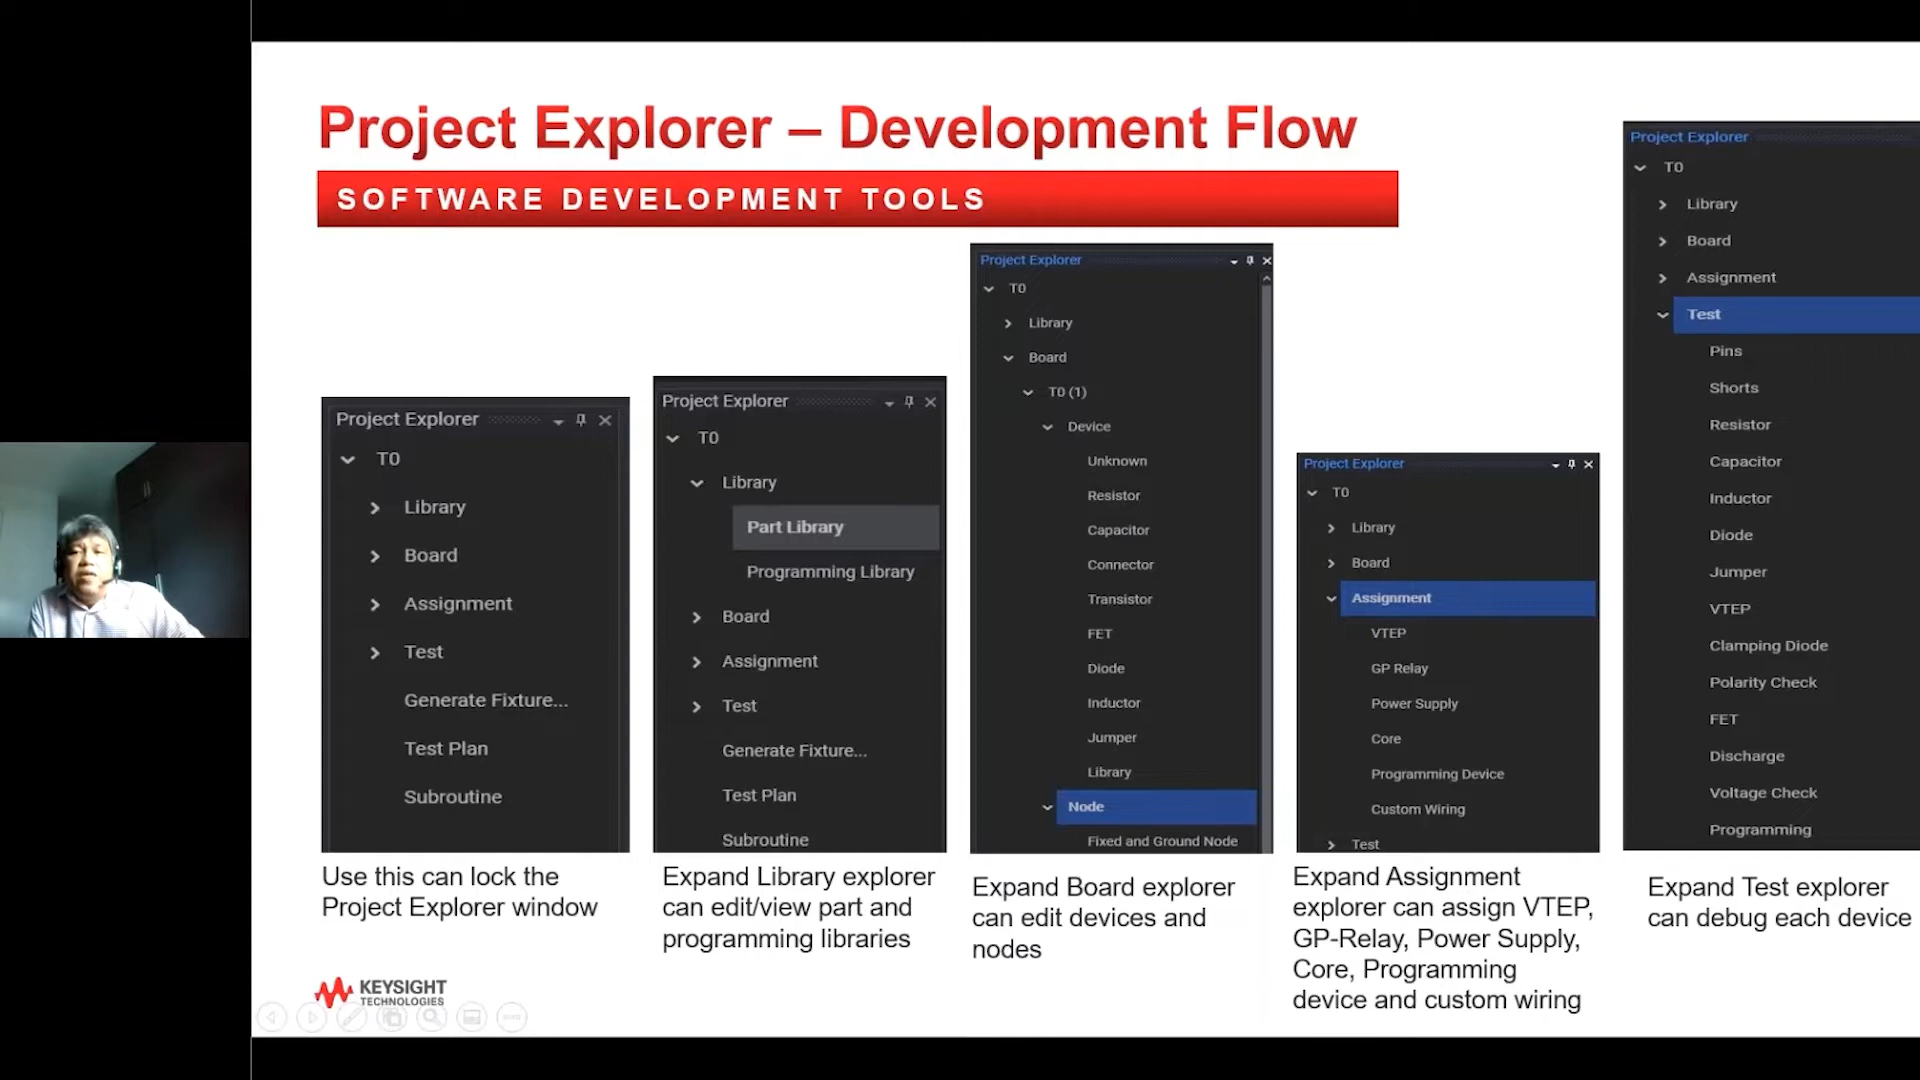 Project Explorer – Development Flow
SOFTWARE DEVELOPMENT TOOLS
Project Explorer
T0
Library
Board
Assignment
Test
Generate Fixture...
Test Plan
Subroutine
Use this can lock the
Project Explorer window
Project Explorer
T0
Library
Part Library
Programming Library
Board
Assignment
Test
Generate Fixture...
Test Plan
Subroutine
Expand Library explorer
can edit/view part and
programming libraries
Project Explorer
T0
Library
Board
T0 (1)
Device
Unknown
Resistor
Capacitor
Connector
Transistor
FET
Diode
Inductor
Jumper
Library
Node
Fixed and Ground Node
Expand Board explorer
can edit devices and
nodes
Project Explorer
T0
Library
Board
Assignment
VTEP
GP Relay
Power Supply
Core
Programming Device
Custom Wiring
Test
Expand Assignment
explorer can assign VTEP,
GP-Relay, Power Supply,
Core, Programming
device and custom wiring
Project Explorer
T0
Library
Board
Assignment
Test
Pins
Shorts
Resistor
Capacitor
Inductor
Diode
Jumper
VTEP
Clamping Diode
Polarity Check
FET
Discharge
Voltage Check
Programming
Expand Test explorer
can debug each device
KEYSIGHT
TECHNOLOGIES